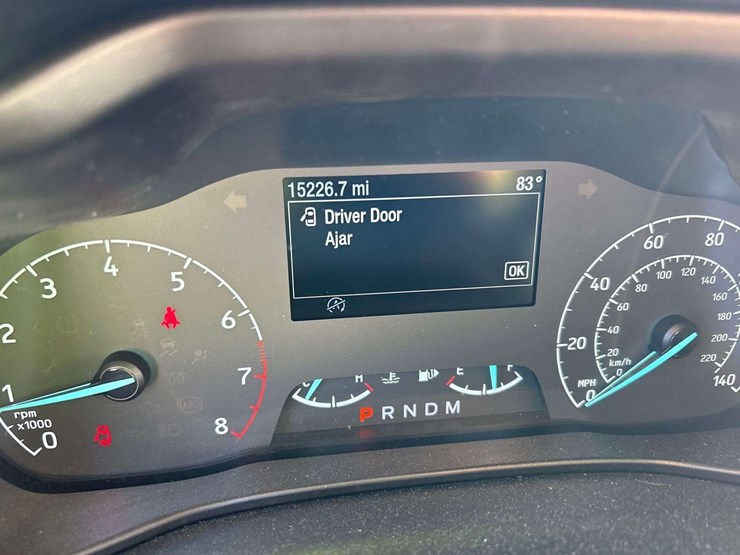 15226.7 mi 83°
Driver Door
Ajar
OK
0 1 2 3 4 5 6 7 8
rpm
x1000
C H E F
P R N D M
0 20 40 60 80 140
MPH
0 20 40 60 80 100 120 140 160 180 200 220
km/h